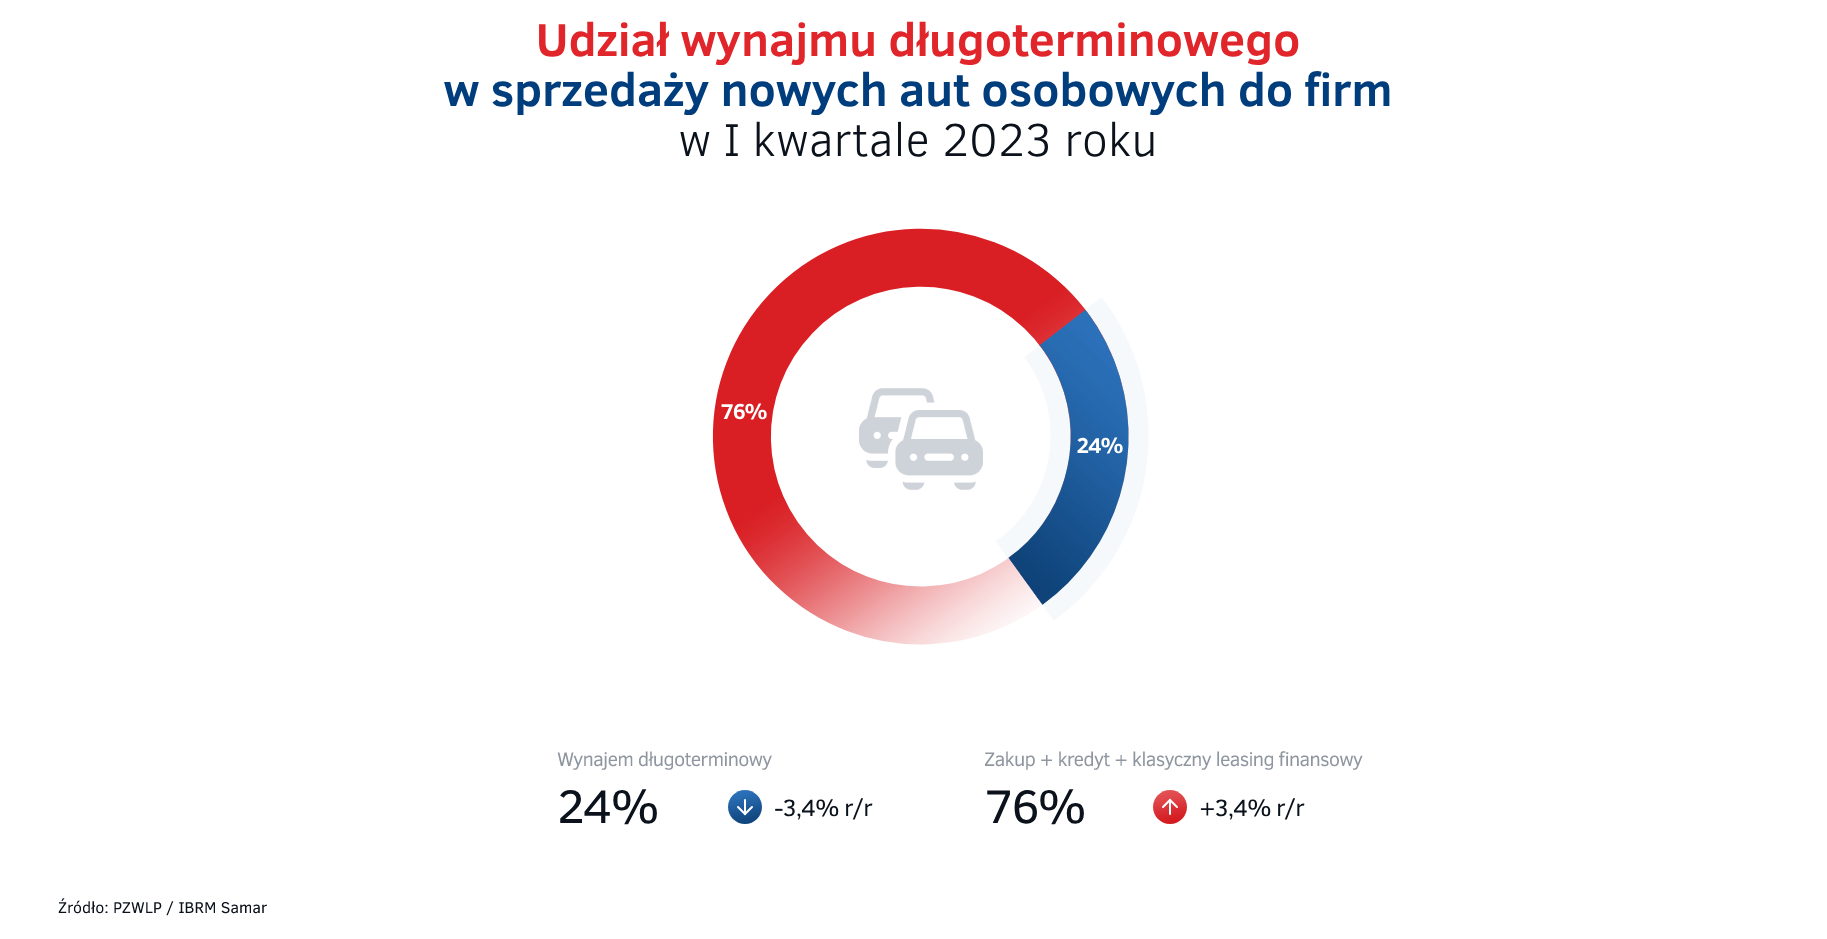 Udział wynajmu długoterminowego
w sprzedaży nowych aut osobowych do firm
w I kwartale 2023 roku
76%
24%
Wynajem długoterminowy
24%
-3,4% r/r
Zakup + kredyt + klasyczny leasing finansowy
76%
+3,4% r/r
Źródło: PZWLP / IBRM Samar